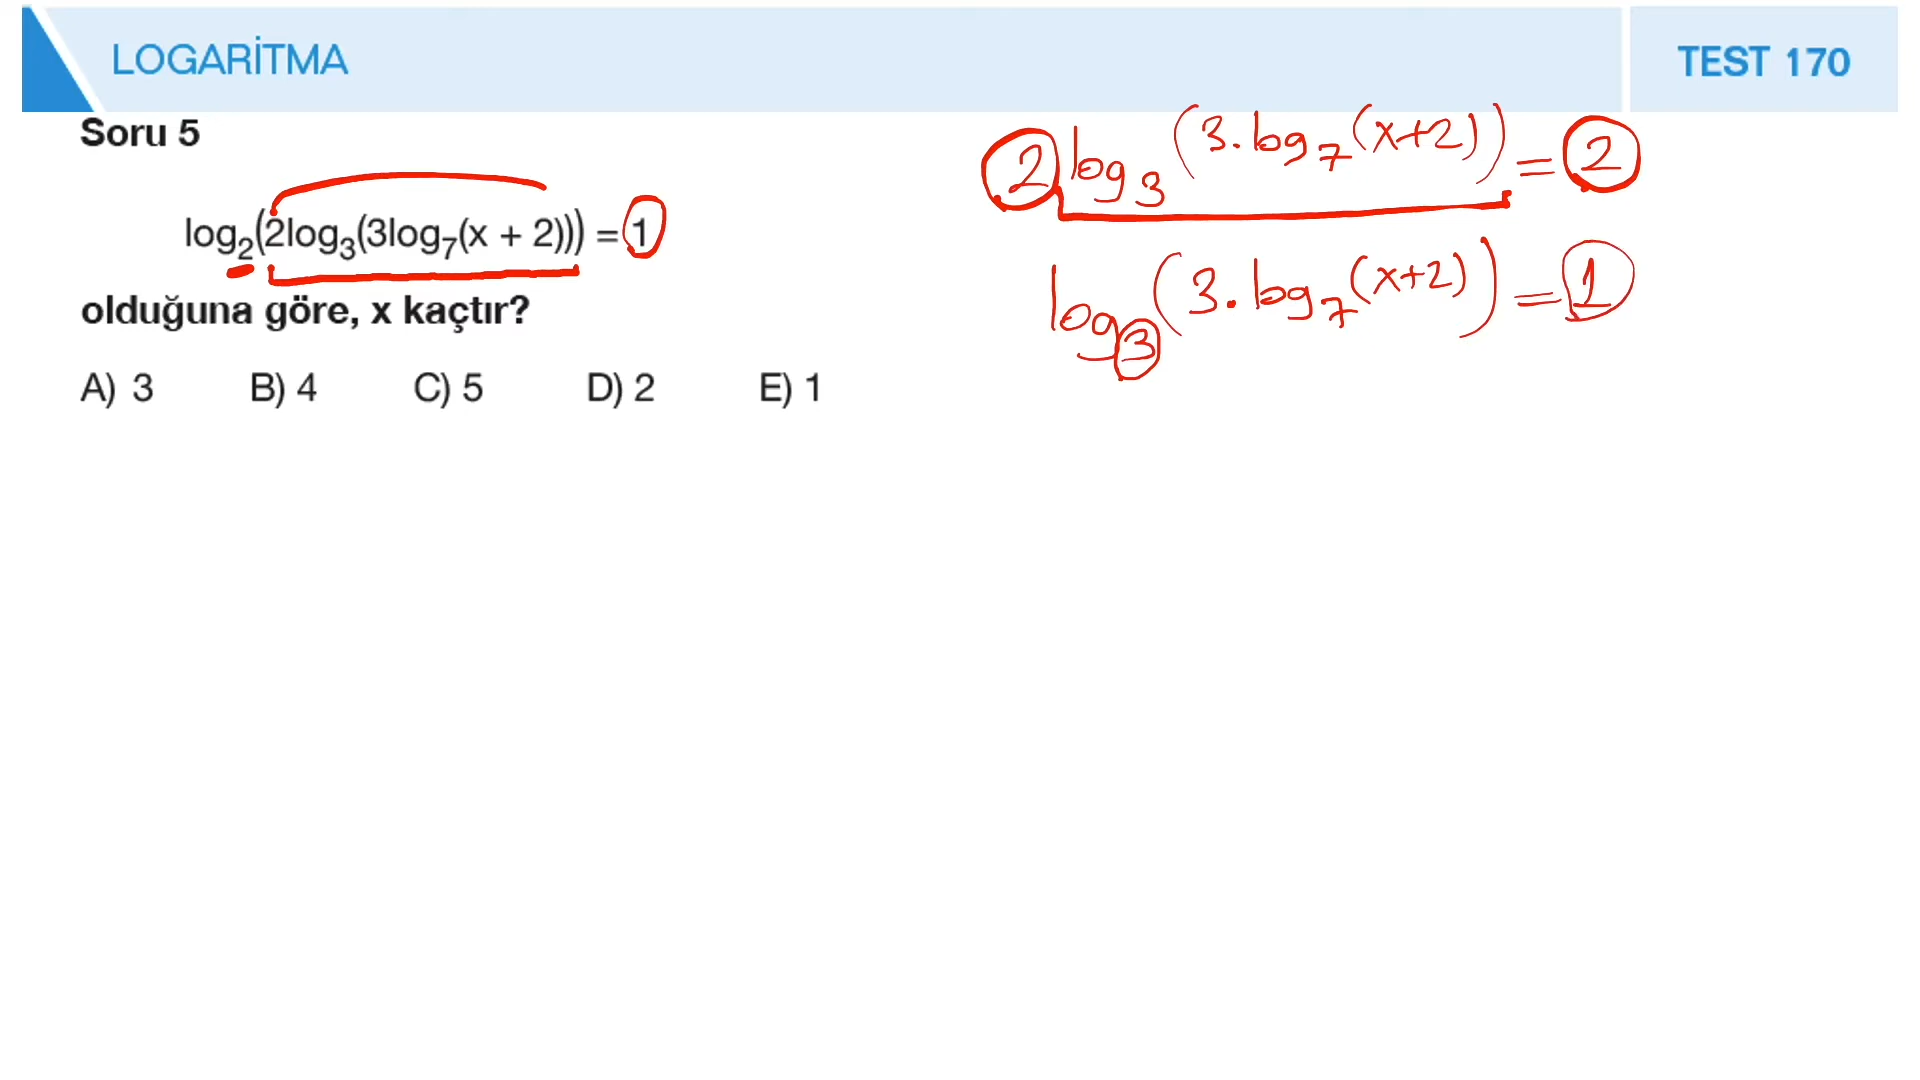 LOGARİTMA
TEST 170
Soru 5
log₂(2log₃(3log₇(x + 2))) = 1
olduğuna göre, x kaçtır?
A) 3 B) 4 C) 5 D) 2 E) 1
2 log₃ (3.log₇(x+2)) = 2
log₃ (3.log₇(x+2)) = 1